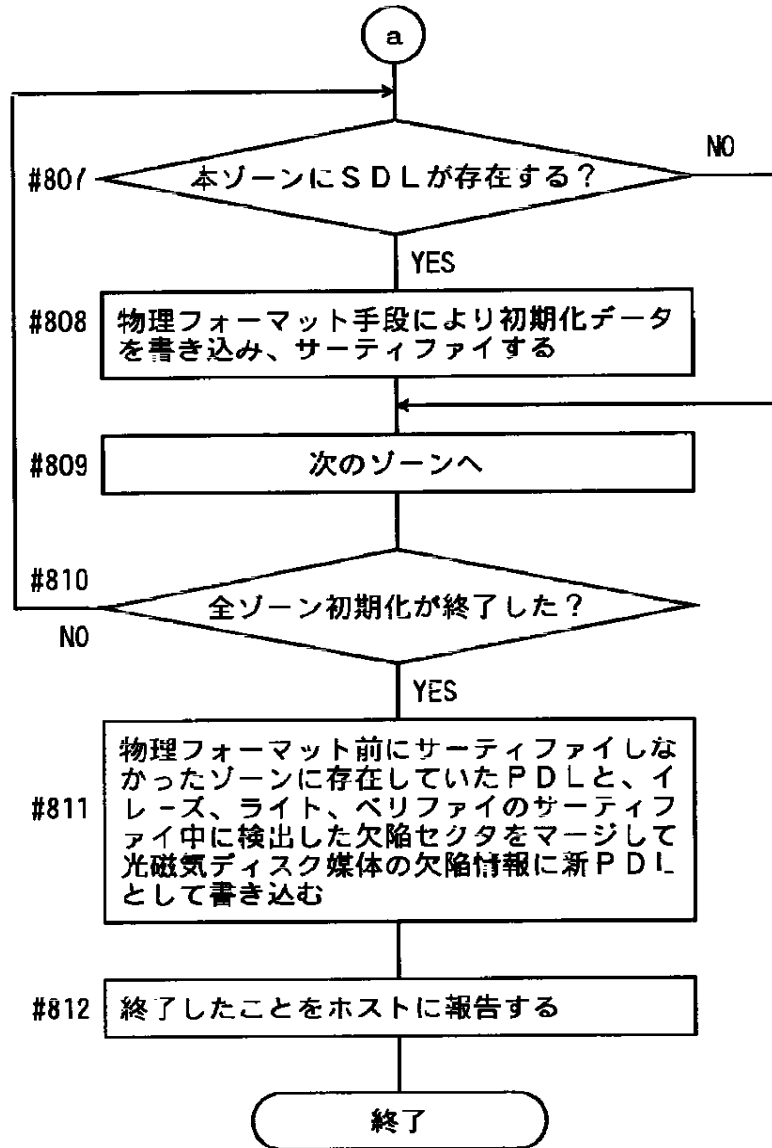 a
#807
本ゾーンにSDLが存在する?
NO
YES
#808
物理フォーマット手段により初期化データ
を書き込み、サーティファイする
#809
次のゾーンへ
#810
全ゾーン初期化が終了した?
NO
YES
#811
物理フォーマット前にサーティファイしな
かったゾーンに存在していたPDLと、イ
レーズ、ライト、ベリファイのサーティフ
ァイ中に検出した欠陥セクタをマージして
光磁気ディスク媒体の欠陥情報に新PDL
として書き込む
#812
終了したことをホストに報告する
終了